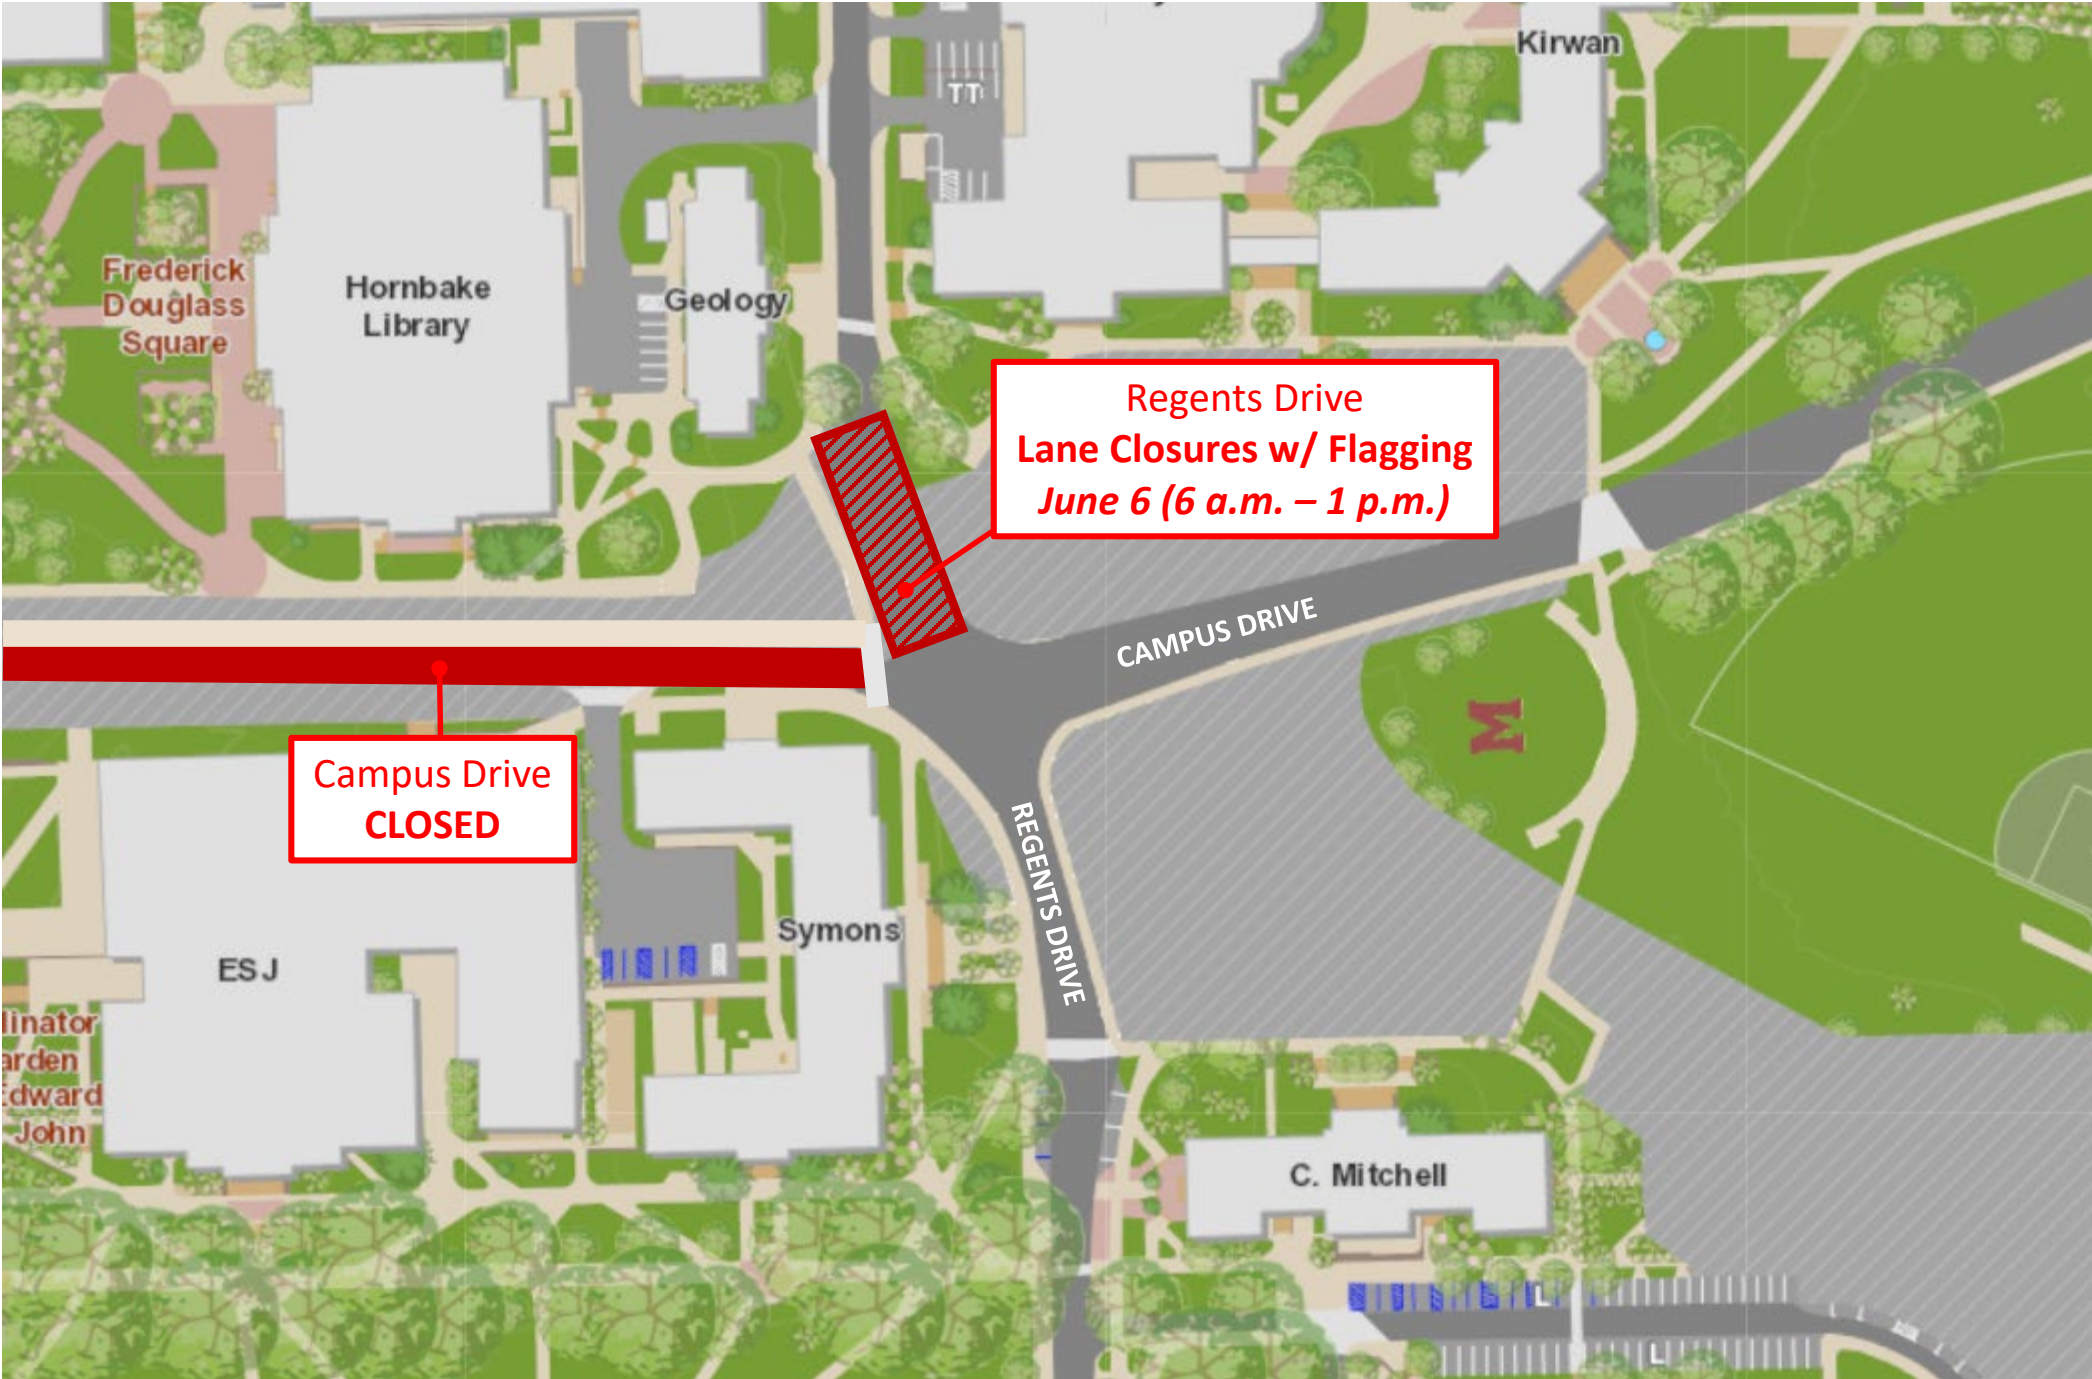 Kirwan
TT
Frederick
Douglass
Square
Hornbake
Library
Geology
Regents Drive
Lane Closures w/ Flagging
June 6 (6 a.m. – 1 p.m.)
CAMPUS DRIVE
M
Campus Drive
CLOSED
REGENTS DRIVE
Symons
ESJ
linator
arden
Edward
John
C. Mitchell
L
L